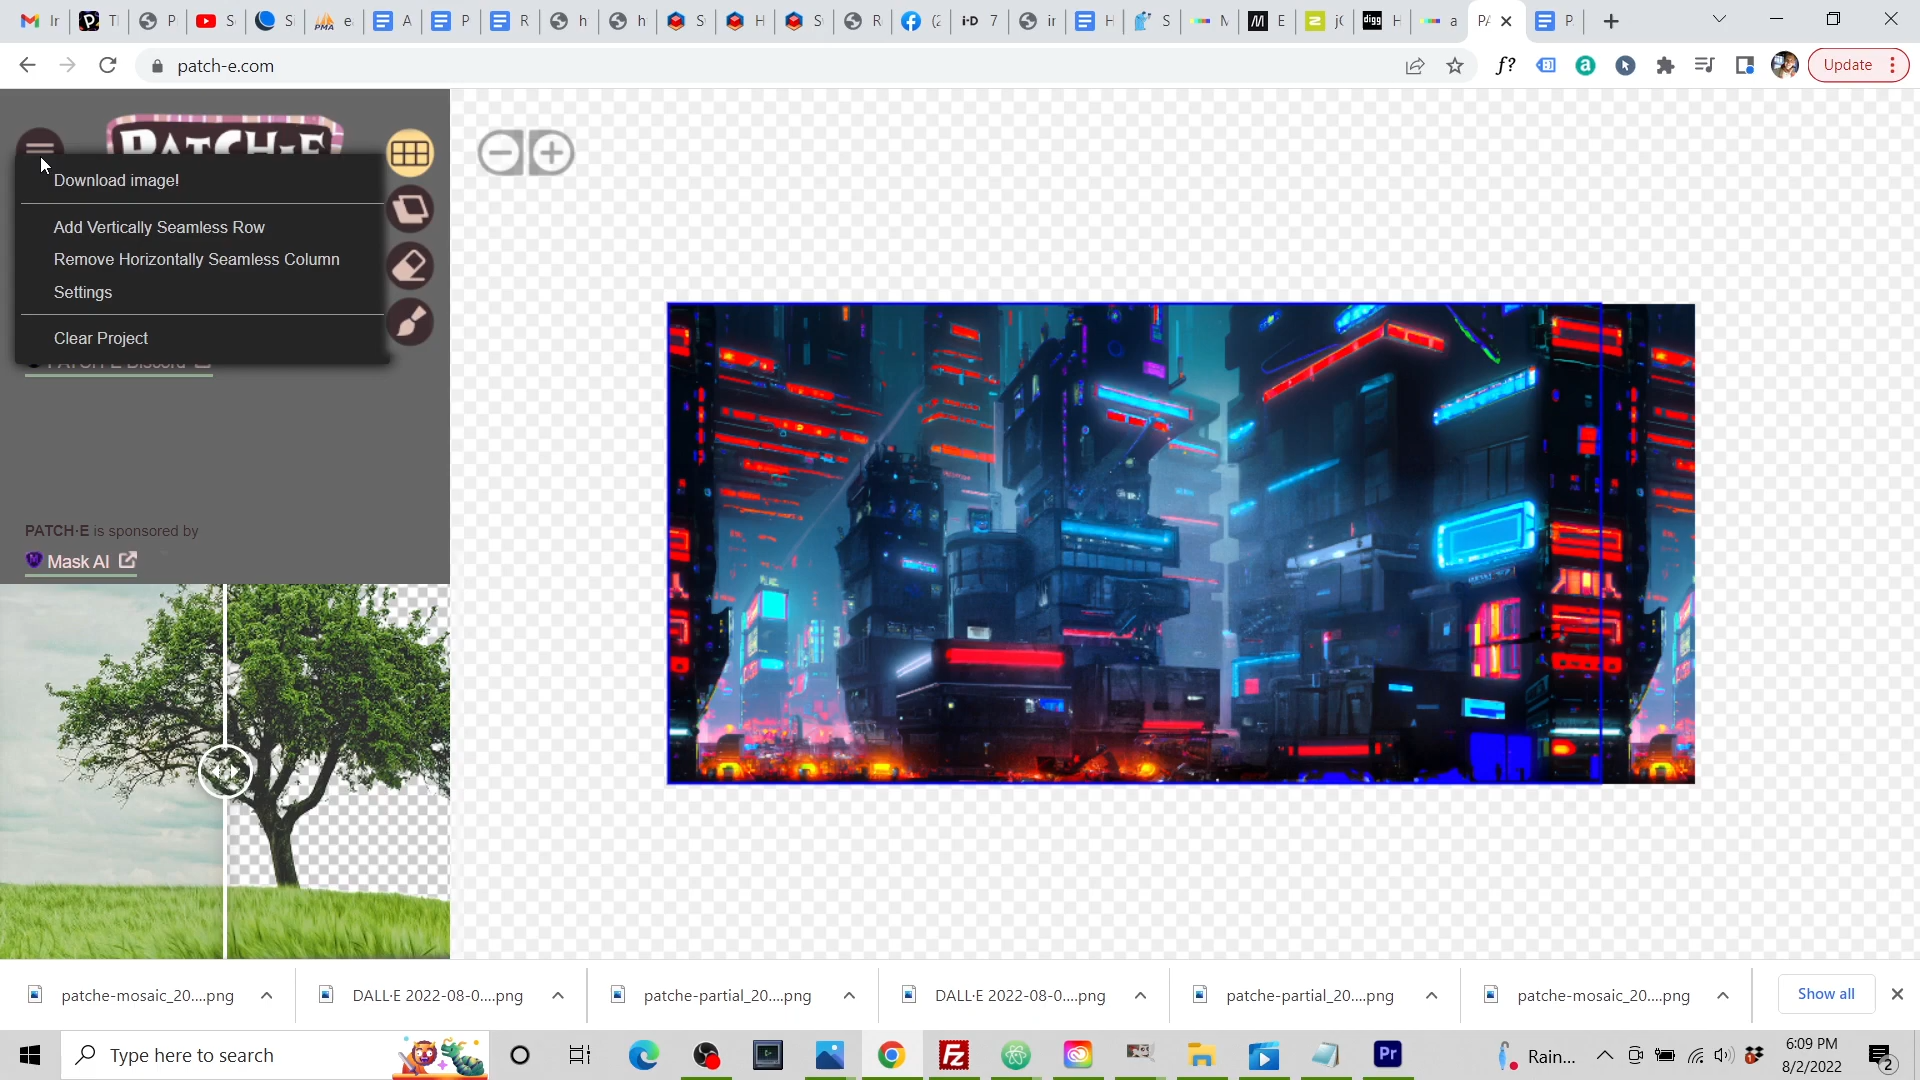 patch-e.com
Update
PATCH-E
Download image!
Add Vertically Seamless Row
Remove Horizontally Seamless Column
Settings
Clear Project
PATCH·E is sponsored by
Mask AI
patche-mosaic_20....png
DALL·E 2022-08-0....png
patche-partial_20....png
DALL·E 2022-08-0....png
patche-partial_20....png
patche-mosaic_20....png
Show all
Type here to search
Rain...
6:09 PM
8/2/2022
2